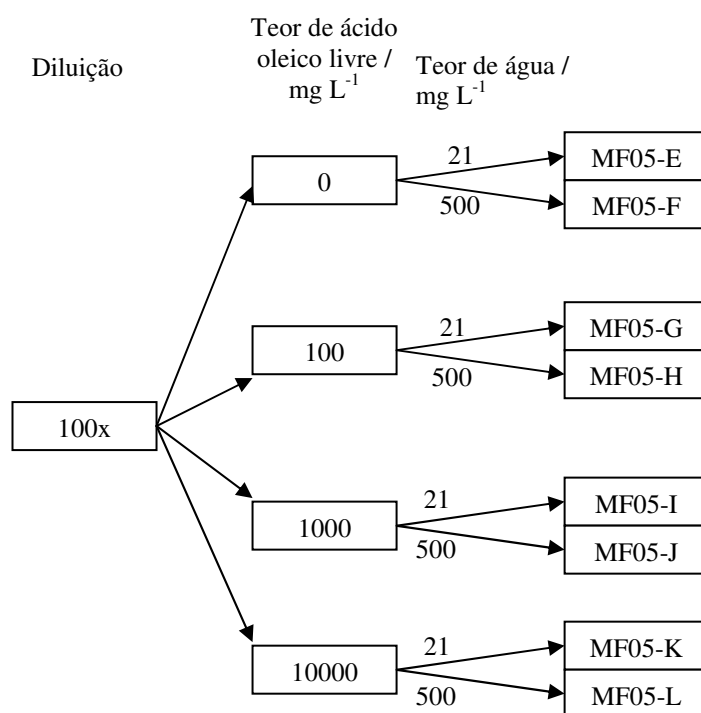 Diluição
Teor de ácido
oleico livre /
mg L⁻¹
Teor de água /
mg L⁻¹
0
21
500
MF05-E
MF05-F
100
21
500
MF05-G
MF05-H
100x
1000
21
500
MF05-I
MF05-J
10000
21
500
MF05-K
MF05-L